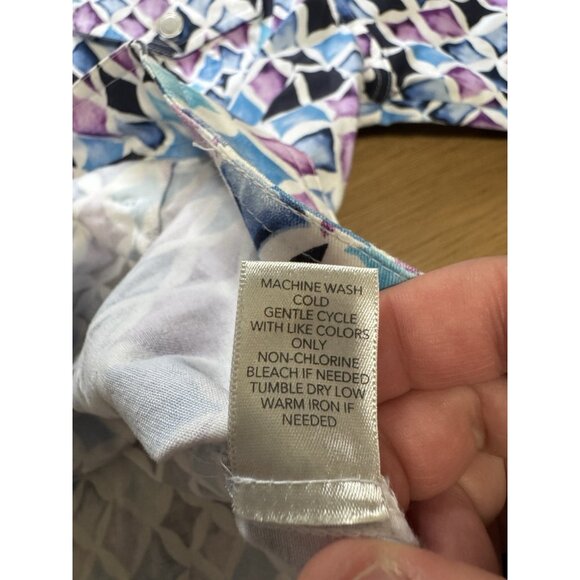 MACHINE WASH
COLD
GENTLE CYCLE
WITH LIKE COLORS
ONLY
NON-CHLORINE
BLEACH IF NEEDED
TUMBLE DRY LOW
WARM IRON IF
NEEDED